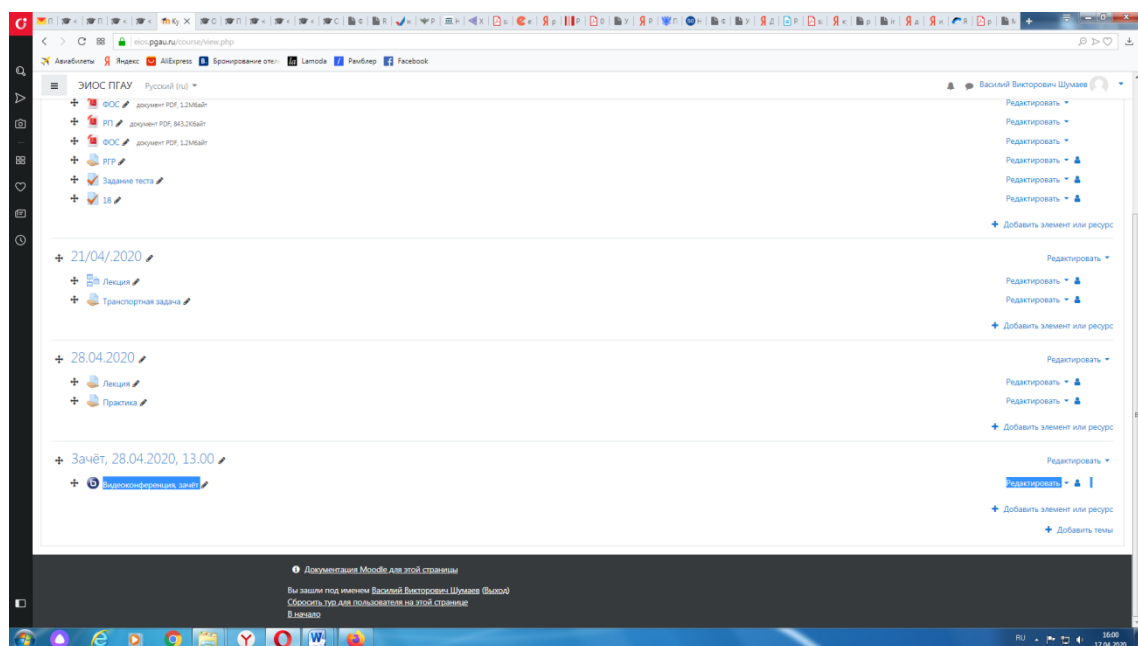 eios.pgau.ru/course/view.php
Авиабилеты Яндекс AliExpress Бронирование отел Lamoda Рамблер Facebook
ЭИОС ПГАУ Русский (ru) Василий Викторович Шумаев
ФОС документ PDF, 1.2Мбайт Редактировать
РП документ PDF, 843.2Кбайт Редактировать
ФОС документ PDF, 1.2Мбайт Редактировать
РГР Редактировать
Задание теста Редактировать
18 Редактировать
+ Добавить элемент или ресурс
21/04/.2020 Редактировать
Лекция Редактировать
Транспортная задача Редактировать
+ Добавить элемент или ресурс
28.04.2020 Редактировать
Лекция Редактировать
Практика Редактировать
+ Добавить элемент или ресурс
Зачёт, 28.04.2020, 13.00 Редактировать
Видеоконференция, зачёт Редактировать
+ Добавить элемент или ресурс
+ Добавить темы
Документация Moodle для этой страницы
Вы зашли под именем Василий Викторович Шумаев (Выход)
Сбросить тур для пользователя на этой странице
В начало
RU 16:00
17.04.2020